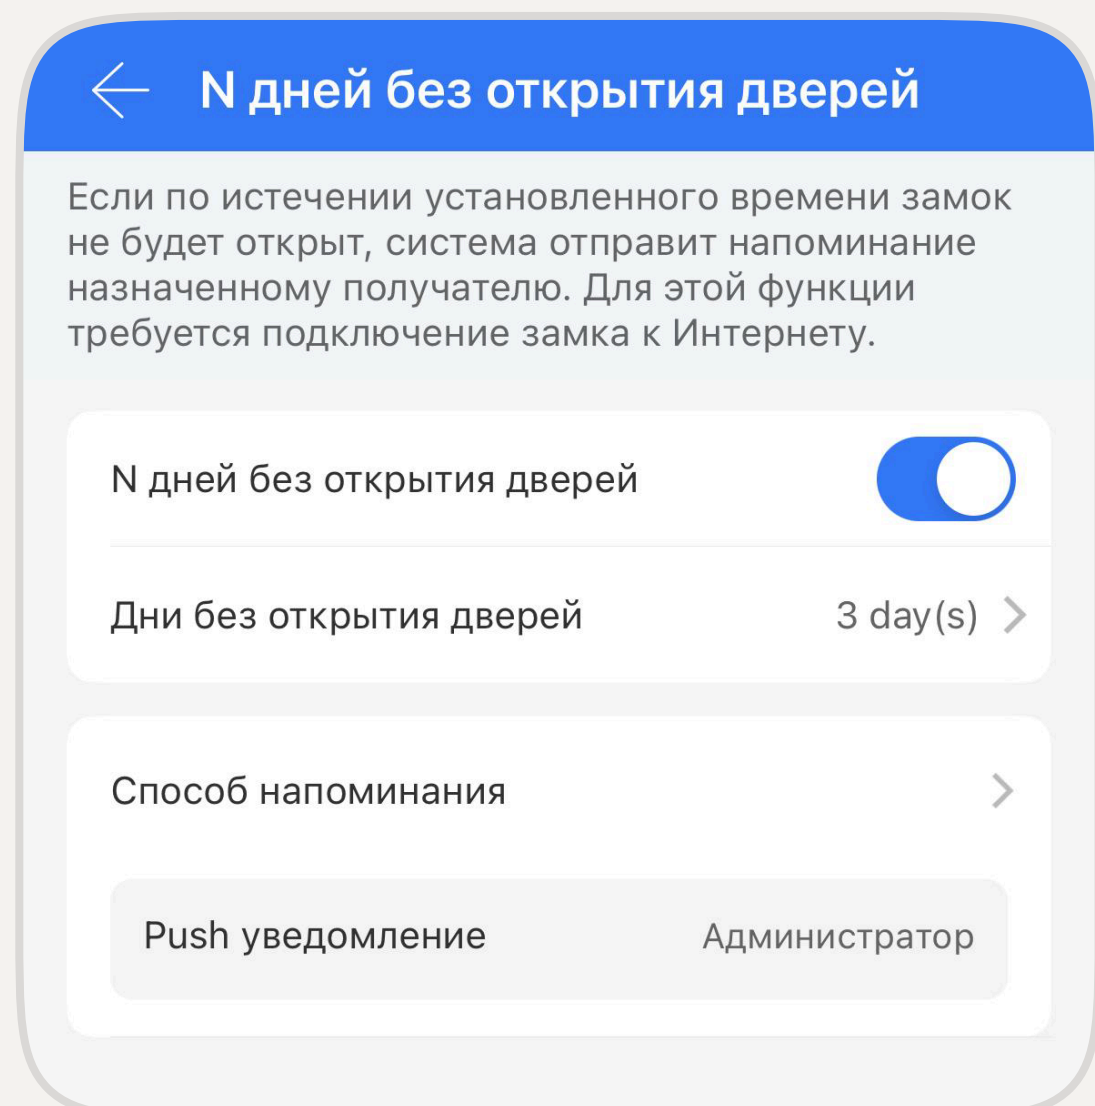 N дней без открытия дверей
Если по истечении установленного времени замок
не будет открыт, система отправит напоминание
назначенному получателю. Для этой функции
требуется подключение замка к Интернету.
N дней без открытия дверей
Дни без открытия дверей 3 day(s)
Способ напоминания
Push уведомление Администратор